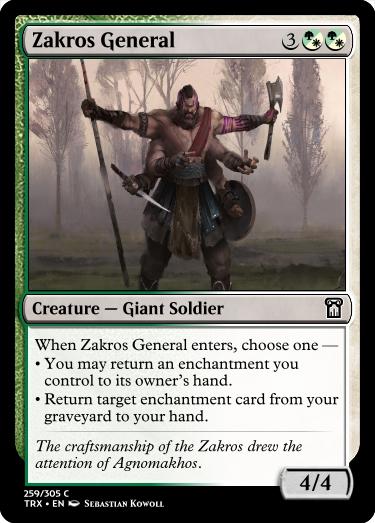 Zakros General 3
Creature — Giant Soldier
When Zakros General enters, choose one —
• You may return an enchantment you
control to its owner's hand.
• Return target enchantment card from your
graveyard to your hand.
The craftsmanship of the Zakros drew the
attention of Agnomakhos.
4/4
259/305 C
TRX • EN Sebastian Kowoll